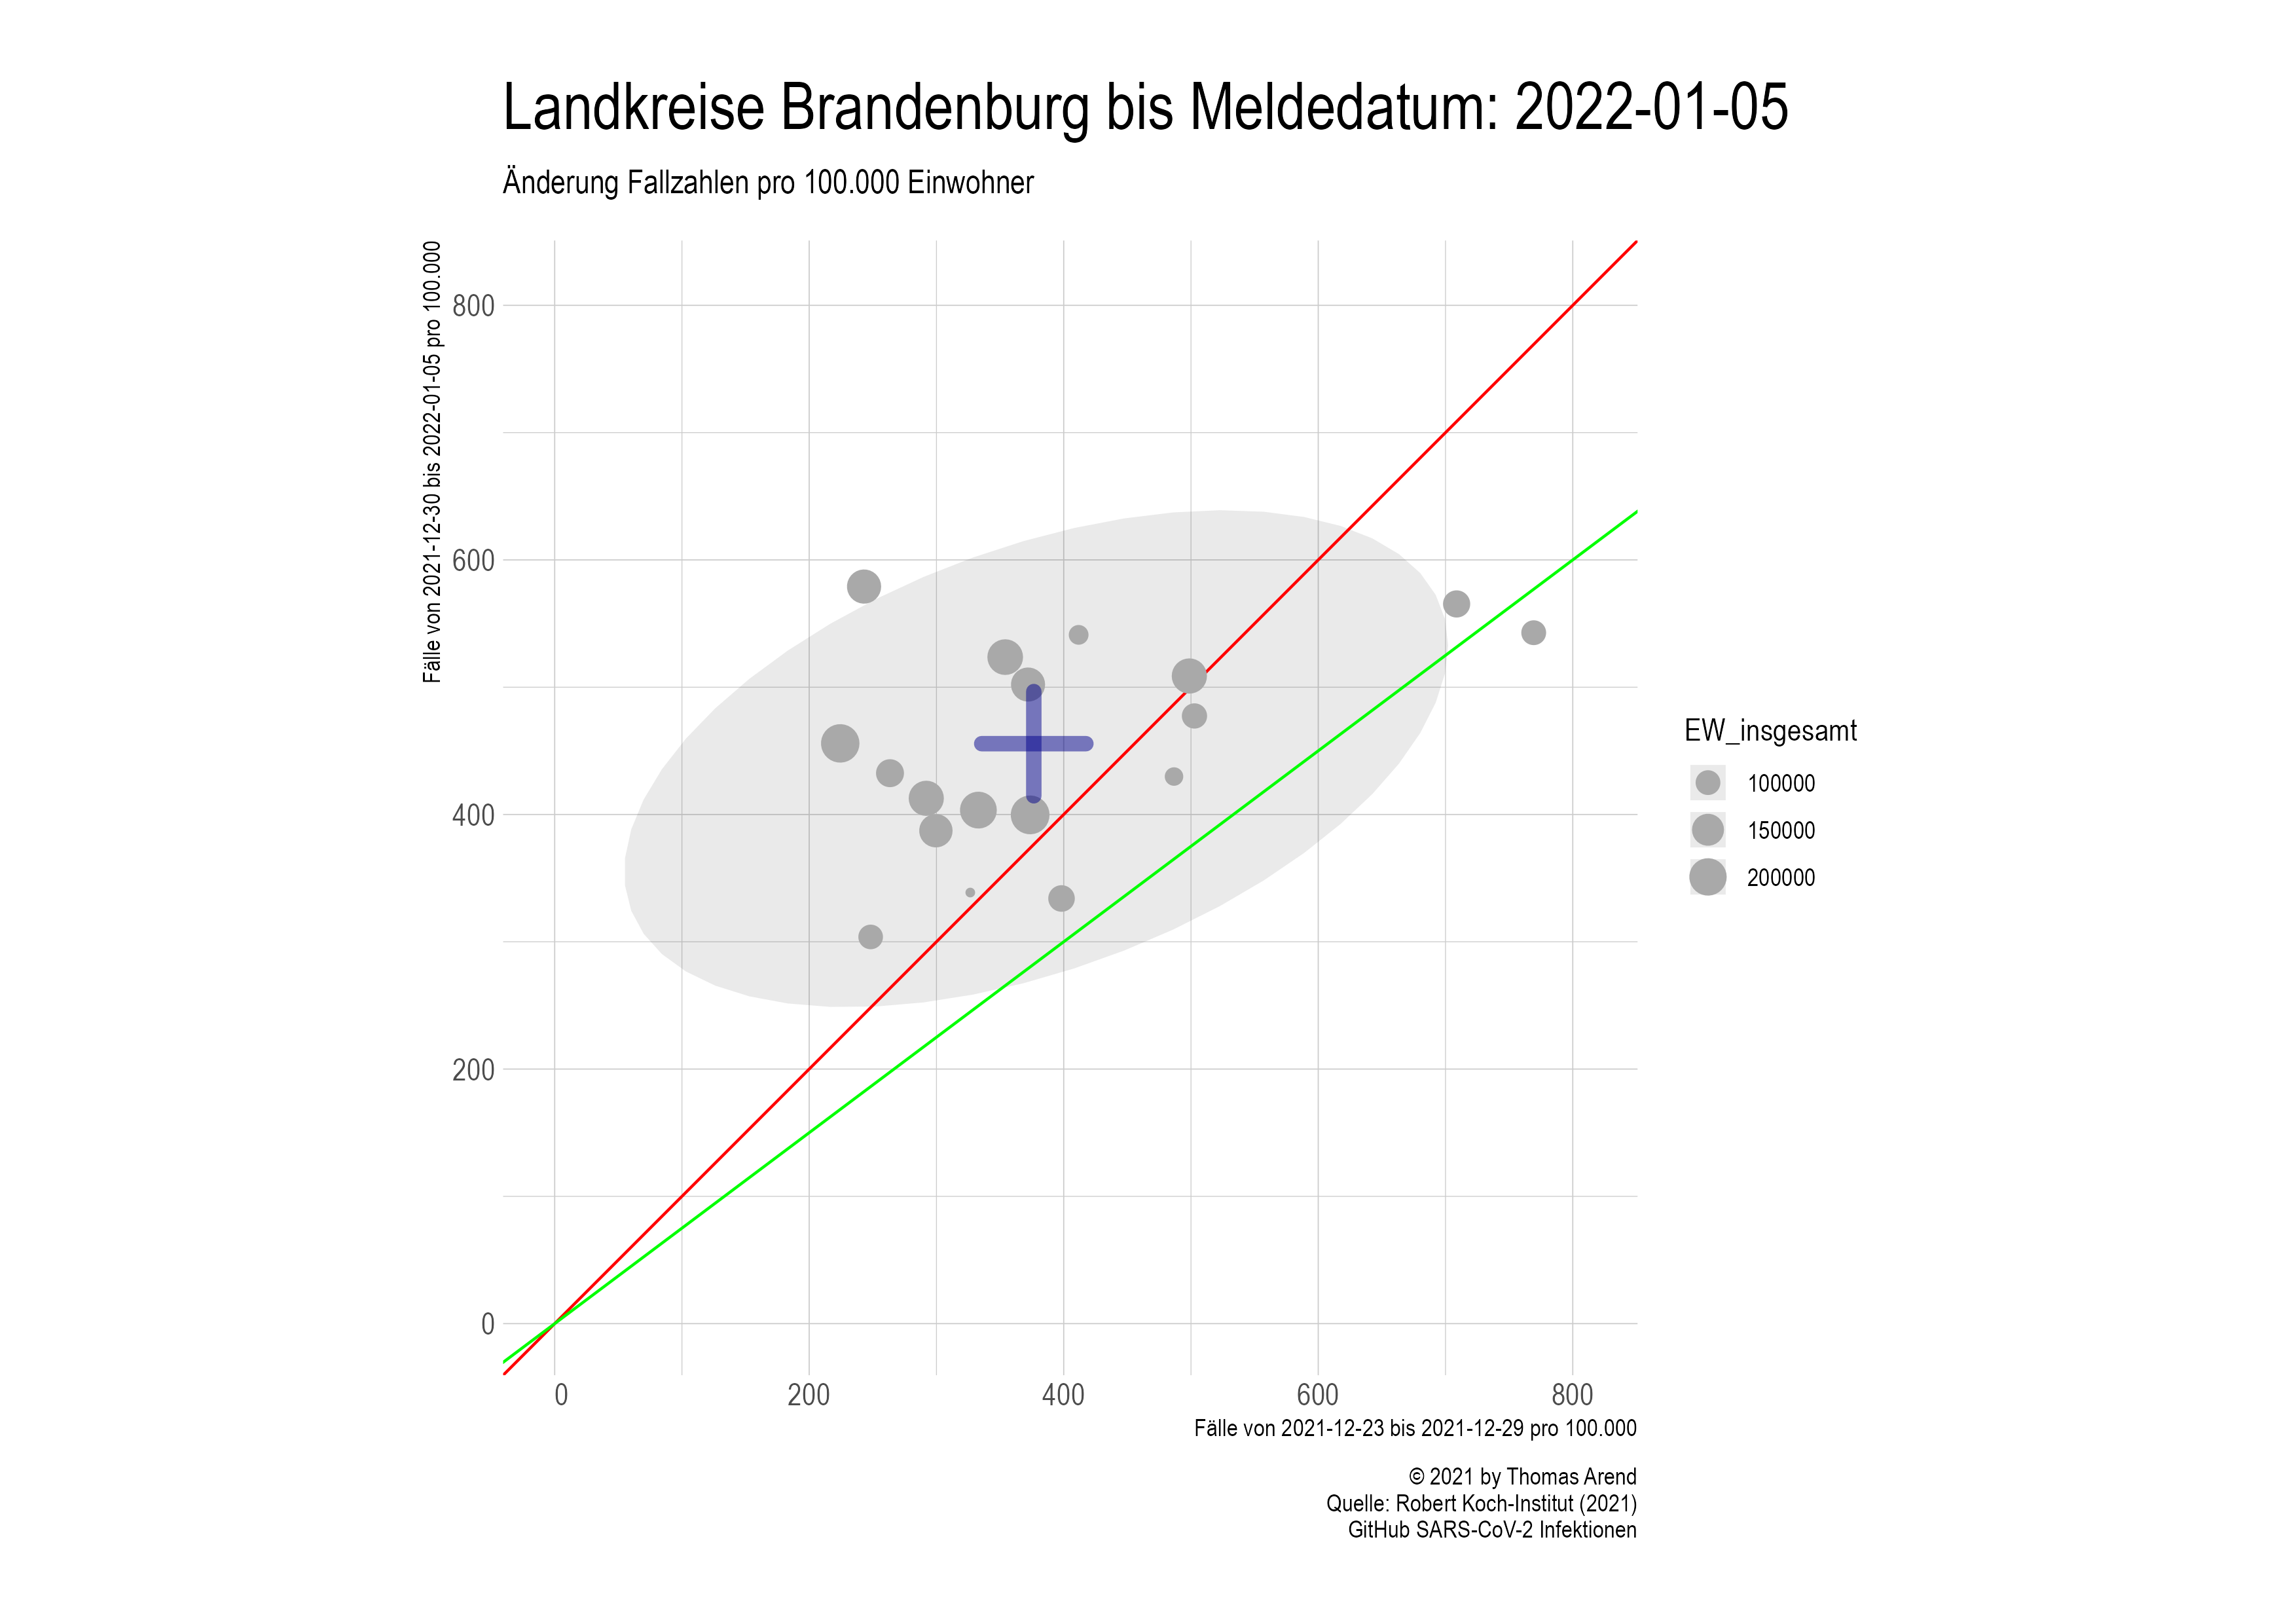 Landkreise Brandenburg bis Meldedatum: 2022-01-05
Änderung Fallzahlen pro 100.000 Einwohner
Fälle von 2021-12-30 bis 2022-01-05 pro 100.000
800
600
400
200
0
0 200 400 600 800
Fälle von 2021-12-23 bis 2021-12-29 pro 100.000
EW_insgesamt
100000
150000
200000
© 2021 by Thomas Arend
Quelle: Robert Koch-Institut (2021)
GitHub SARS-CoV-2 Infektionen